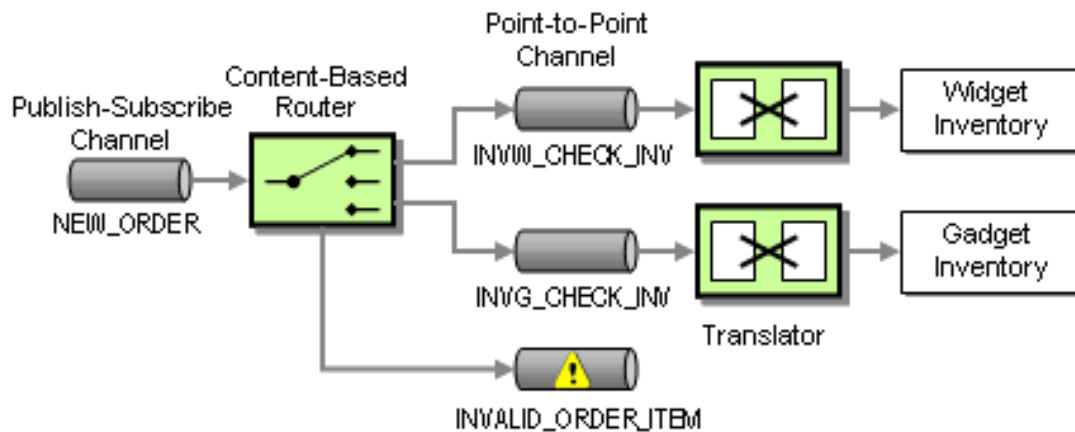 Publish-Subscribe
Channel
NEW_ORDER
Content-Based
Router
Point-to-Point
Channel
INVW_CHECK_INV
Widget
Inventory
INVG_CHECK_INV
Translator
Gadget
Inventory
INVALID_ORDER_ITEM